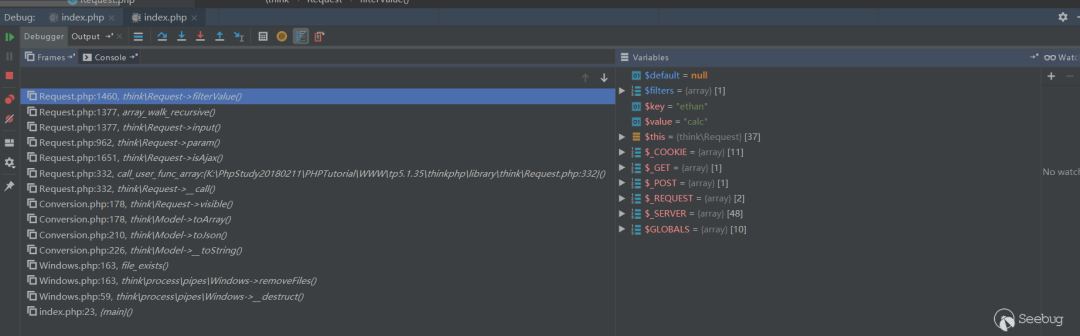 Request.php
\think
Request
filterValue()
Debug:
index.php
index.php
Debugger
Output
Frames
Console
Variables
Request.php:1460, think\Request->filterValue()
Request.php:1377, array_walk_recursive()
Request.php:1377, think\Request->input()
Request.php:962, think\Request->param()
Request.php:1651, think\Request->isAjax()
Request.php:332, call_user_func_array:{K:\PhpStudy20180211\PHPTutorial\WWW\tp5.1.35\thinkphp\library\think\Request.php:332}()
Request.php:332, think\Request->__call()
Conversion.php:178, think\Request->visible()
Conversion.php:178, think\Model->toArray()
Conversion.php:210, think\Model->toJson()
Conversion.php:226, think\Model->__toString()
Windows.php:163, file_exists()
Windows.php:163, think\process\pipes\Windows->removeFiles()
Windows.php:59, think\process\pipes\Windows->__destruct()
index.php:23, {main}()
$default = null
$filters = {array} [1]
$key = "ethan"
$value = "calc"
$this = {think\Request} [37]
$_COOKIE = {array} [11]
$_GET = {array} [1]
$_POST = {array} [1]
$_REQUEST = {array} [2]
$_SERVER = {array} [48]
$GLOBALS = {array} [10]
Seebug